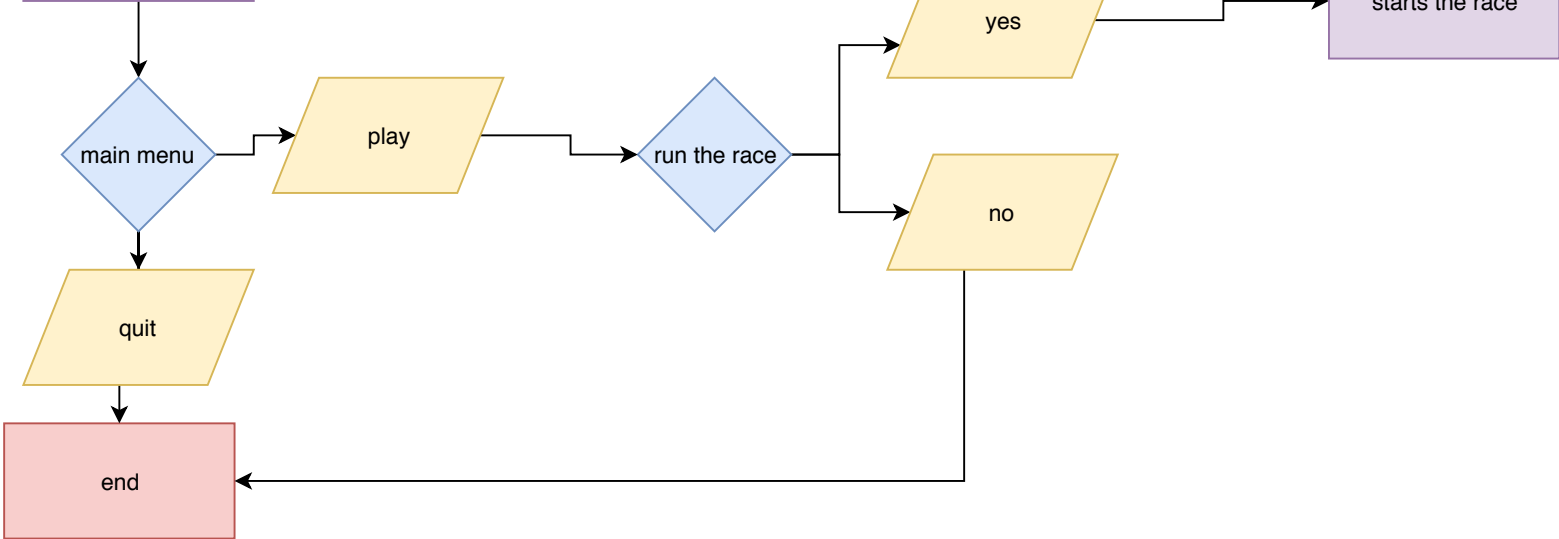 starts the race
yes
main menu
play
run the race
no
quit
end